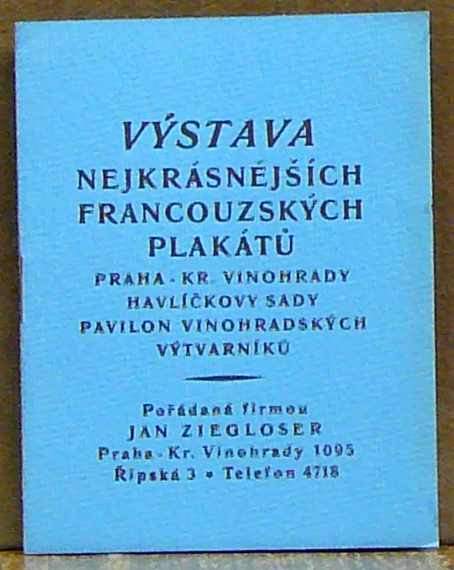 VÝSTAVA
NEJKRÁSNĚJŠÍCH
FRANCOUZSKÝCH
PLAKÁTŮ
PRAHA - KR. VINOHRADY
HAVLÍČKOVY SADY
PAVILON VINOHRADSKÝCH
VÝTVARNÍKŮ
Pořádaná firmou
JAN ZIEGLOSER
Praha - Kr. Vinohrady 1095
Řipská 3 • Telefon 4718